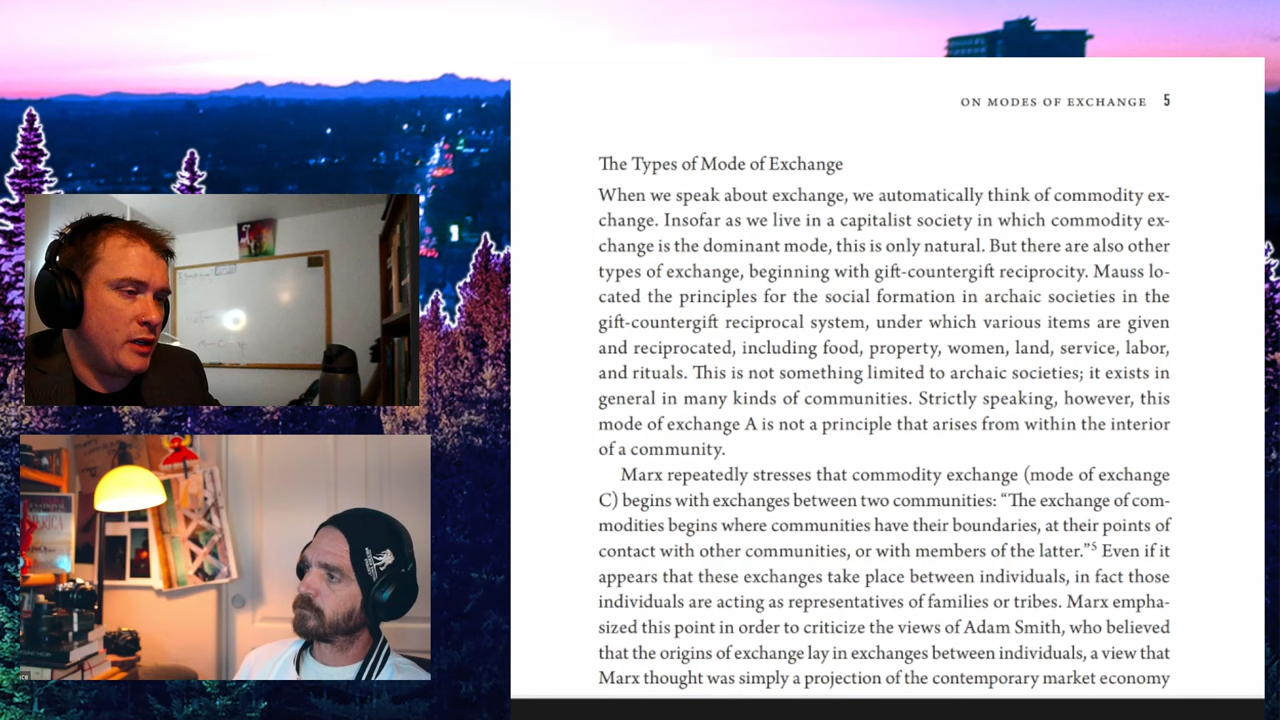 ON MODES OF EXCHANGE 5
The Types of Mode of Exchange
When we speak about exchange, we automatically think of commodity ex-
change. Insofar as we live in a capitalist society in which commodity ex-
change is the dominant mode, this is only natural. But there are also other
types of exchange, beginning with gift-countergift reciprocity. Mauss lo-
cated the principles for the social formation in archaic societies in the
gift-countergift reciprocal system, under which various items are given
and reciprocated, including food, property, women, land, service, labor,
and rituals. This is not something limited to archaic societies; it exists in
general in many kinds of communities. Strictly speaking, however, this
mode of exchange A is not a principle that arises from within the interior
of a community.
Marx repeatedly stresses that commodity exchange (mode of exchange
C) begins with exchanges between two communities: “The exchange of com-
modities begins where communities have their boundaries, at their points of
contact with other communities, or with members of the latter.”5 Even if it
appears that these exchanges take place between individuals, in fact those
individuals are acting as representatives of families or tribes. Marx empha-
sized this point in order to criticize the views of Adam Smith, who believed
that the origins of exchange lay in exchanges between individuals, a view that
Marx thought was simply a projection of the contemporary market economy